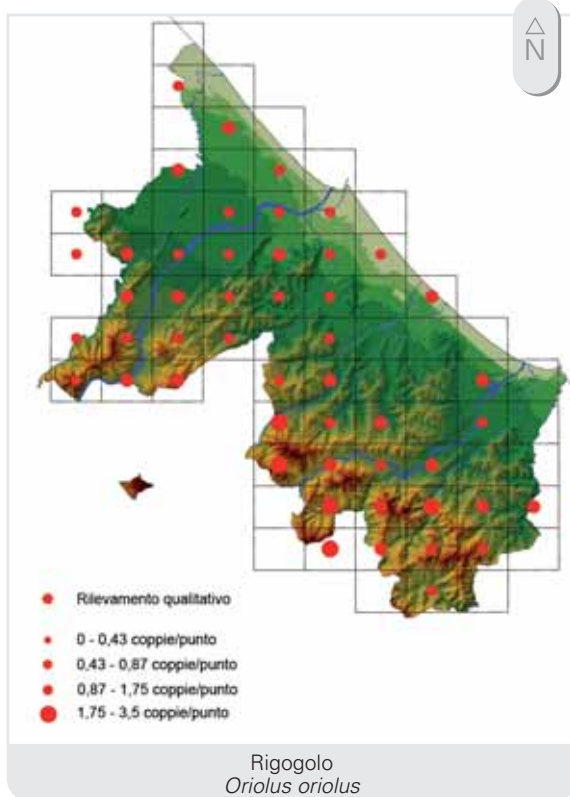 N
Rilevamento qualitativo
0 - 0,43 coppie/punto
0,43 - 0,87 coppie/punto
0,87 - 1,75 coppie/punto
1,75 - 3,5 coppie/punto
Rigogolo
Oriolus oriolus